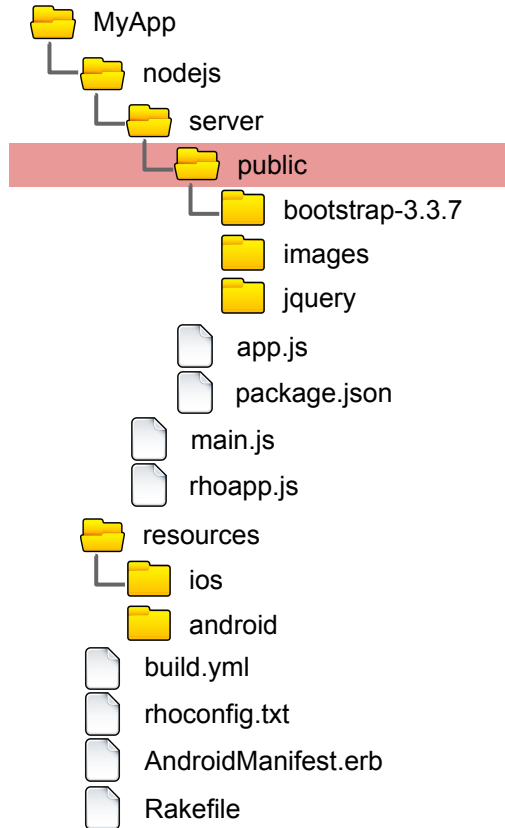 MyApp
nodejs
server
public
bootstrap-3.3.7
images
jquery
app.js
package.json
main.js
rhoapp.js
resources
ios
android
build.yml
rhoconfig.txt
AndroidManifest.erb
Rakefile